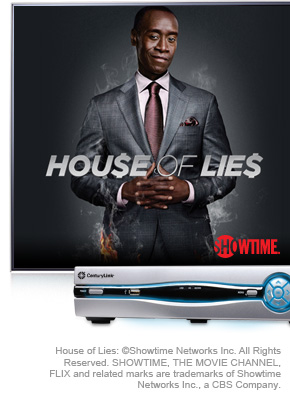 HOU$E OF LIE$
SHOWTIME.
CenturyLink
House of Lies: ©Showtime Networks Inc. All Rights
Reserved. SHOWTIME, THE MOVIE CHANNEL,
FLIX and related marks are trademarks of Showtime
Networks Inc., a CBS Company.